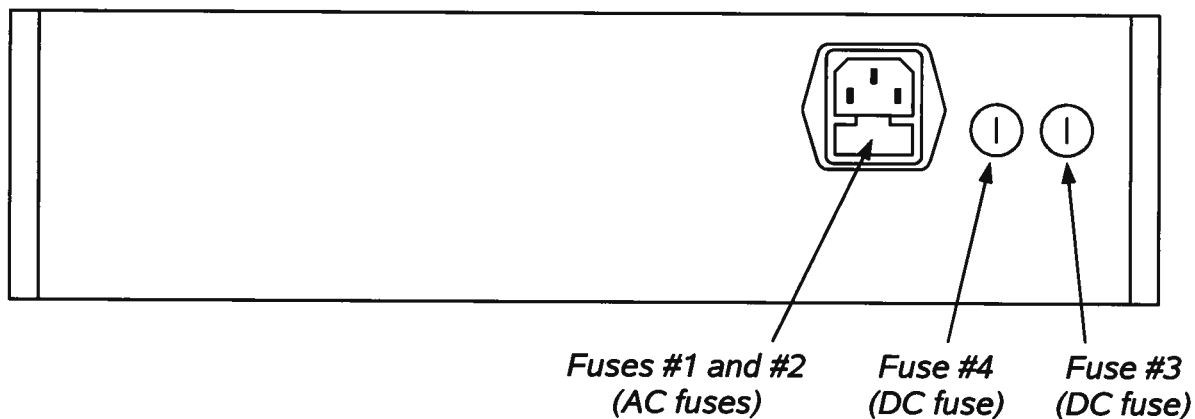 Fuses #1 and #2
(AC fuses)
Fuse #4
(DC fuse)
Fuse #3
(DC fuse)